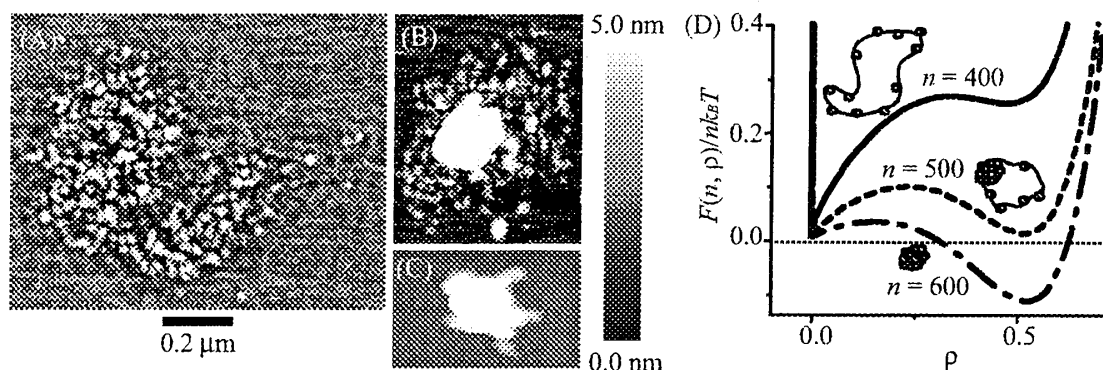 (A)
0.2 μm
(B)
(C)
5.0 nm
0.0 nm
(D)
F(n, ρ)/nk_BT
0.4
0.2
0.0
n = 400
n = 500
n = 600
0.0
0.5
ρ